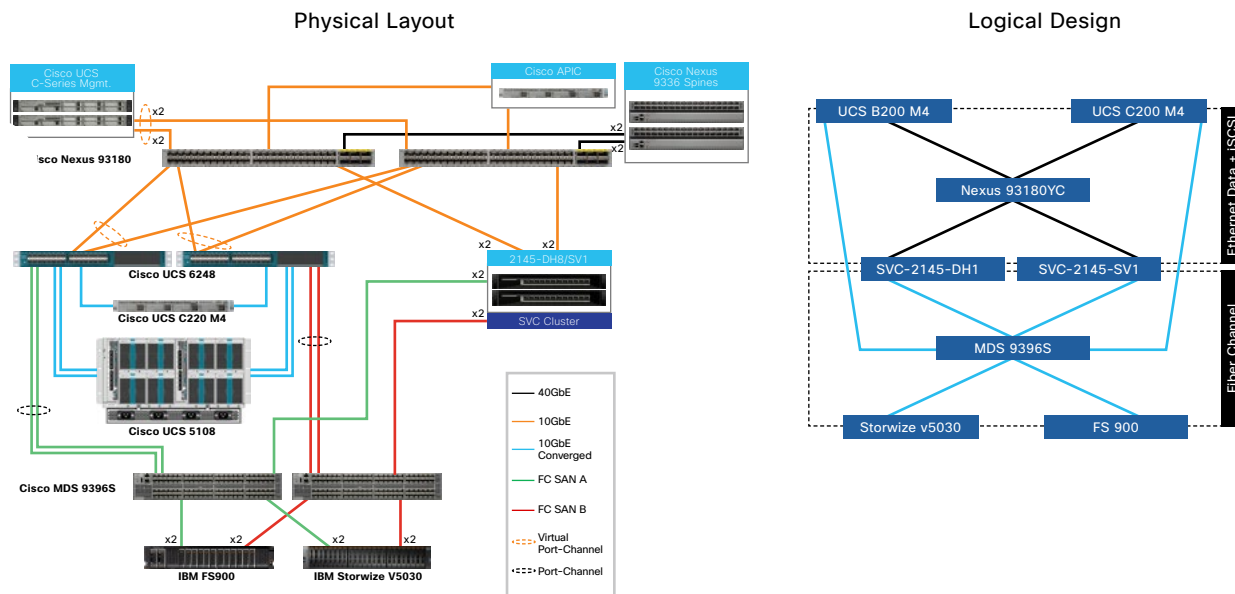 Physical Layout
Logical Design
Cisco UCS
C-Series Mgmt.
Cisco APIC
Cisco Nexus
9336 Spines
x2
x2
x2
x2
sco Nexus 93180
x2
x2
2145-DH8/SV1
x2
Cisco UCS 6248
Cisco UCS C220 M4
x2
SVC Cluster
Cisco UCS 5108
Cisco MDS 9396S
x2
x2
x2
x2
IBM FS900
IBM Storwize V5030
40GbE
10GbE
10GbE
Converged
FC SAN A
FC SAN B
Virtual
Port-Channel
Port-Channel
UCS B200 M4
UCS C200 M4
Nexus 93180YC
SVC-2145-DH1
SVC-2145-SV1
MDS 9396S
Storwize v5030
FS 900
Ethernet Data + iSCSI
Fiber Channel